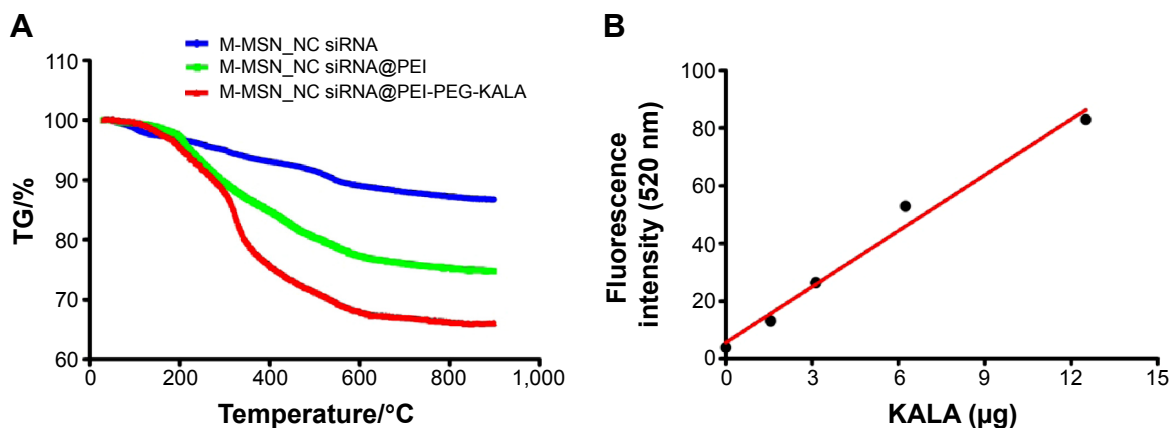 A
M-MSN_NC siRNA
M-MSN_NC siRNA@PEI
M-MSN_NC siRNA@PEI-PEG-KALA
110
100
90
80
70
60
TG/%
0
200
400
600
800
1,000
Temperature/°C
B
100
80
60
40
20
0
Fluorescence
intensity (520 nm)
0
3
6
9
12
15
KALA (µg)